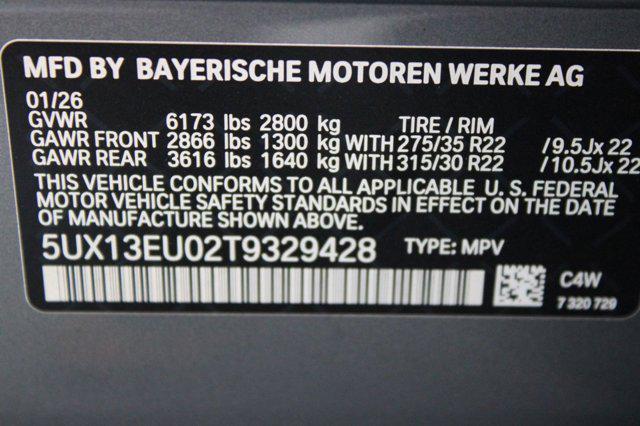 MFD BY BAYERISCHE MOTOREN WERKE AG
01/26
GVWR 6173 lbs 2800 kg TIRE / RIM
GAWR FRONT 2866 lbs 1300 kg WITH 275/35 R22 /9.5Jx 22
GAWR REAR 3616 lbs 1640 kg WITH 315/30 R22 /10.5Jx 22
THIS VEHICLE CONFORMS TO ALL APPLICABLE U. S. FEDERAL
MOTOR VEHICLE SAFETY STANDARDS IN EFFECT ON THE DATE
OF MANUFACTURE SHOWN ABOVE.
5UX13EU02T9329428 TYPE: MPV
C4W
7 320 729